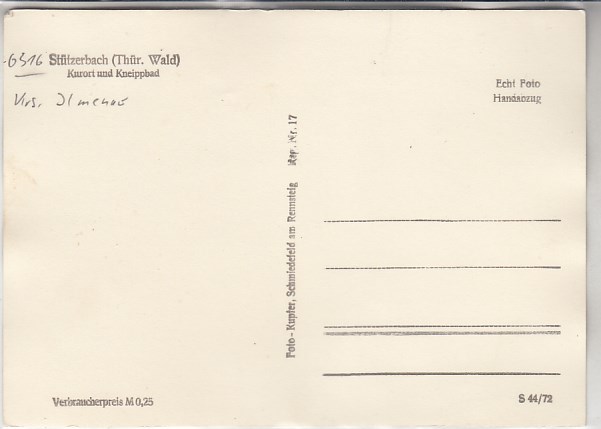 -6316 Stützerbach (Thür. Wald)
Kurort und Kneippbad
Krs. Ilmenau
Echt Foto
Handabzug
Foto-Kupfer, Schmiedefeld am Rennsteig Reg. Nr. 17
Verbraucherpreis M 0,25
S 44/72